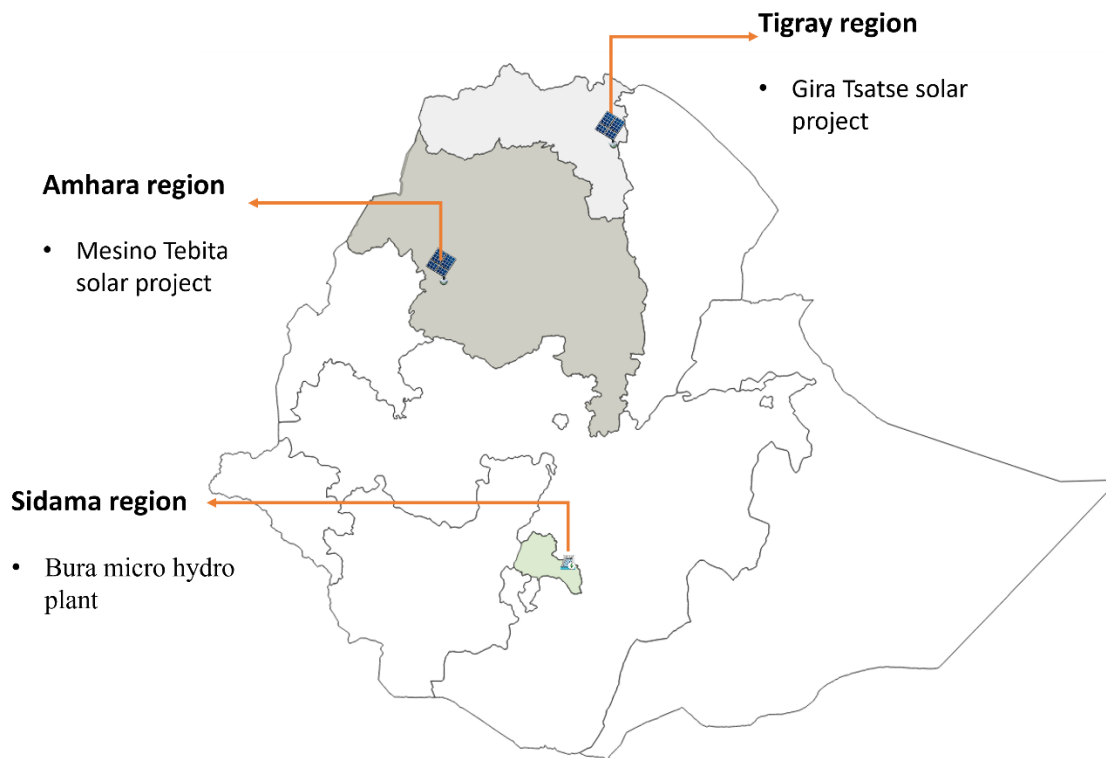 Tigray region
• Gira Tsatse solar
project
Amhara region
• Mesino Tebita
solar project
Sidama region
• Bura micro hydro
plant